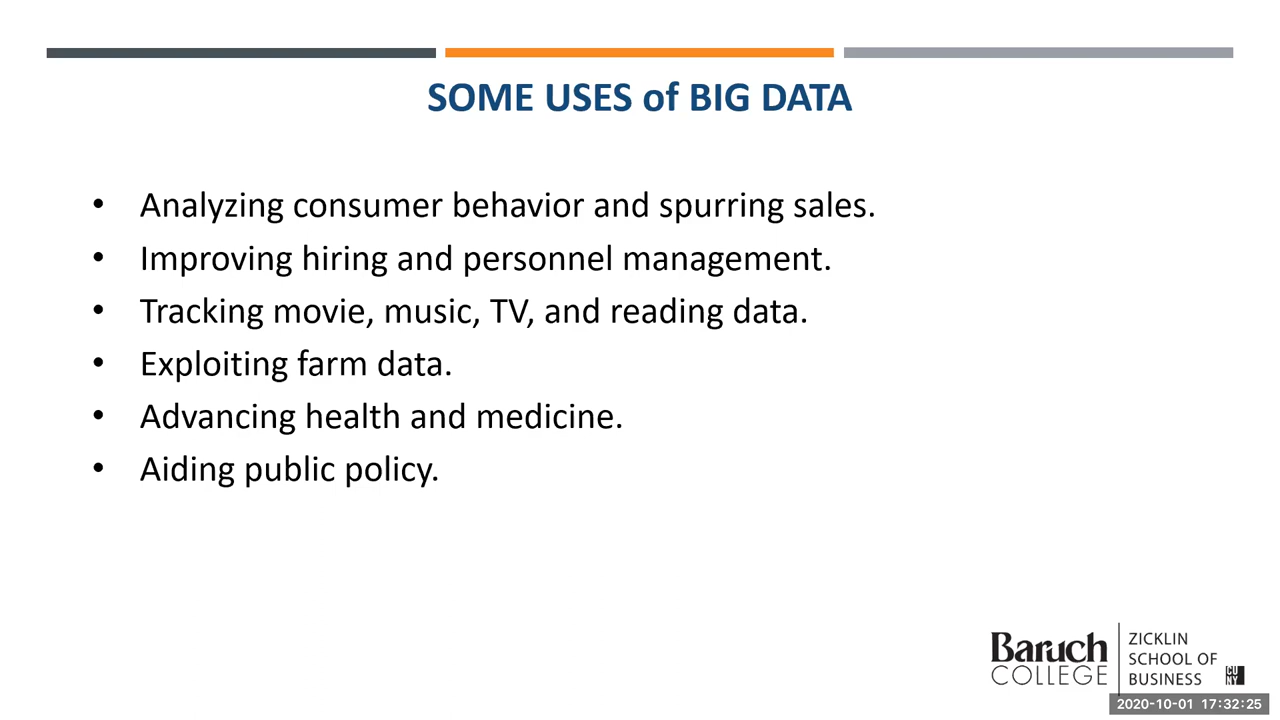 SOME USES of BIG DATA
• Analyzing consumer behavior and spurring sales.
• Improving hiring and personnel management.
• Tracking movie, music, TV, and reading data.
• Exploiting farm data.
• Advancing health and medicine.
• Aiding public policy.
Baruch
COLLEGE
ZICKLIN
SCHOOL OF
BUSINESS
CU
NY
2020-10-01 17:32:25